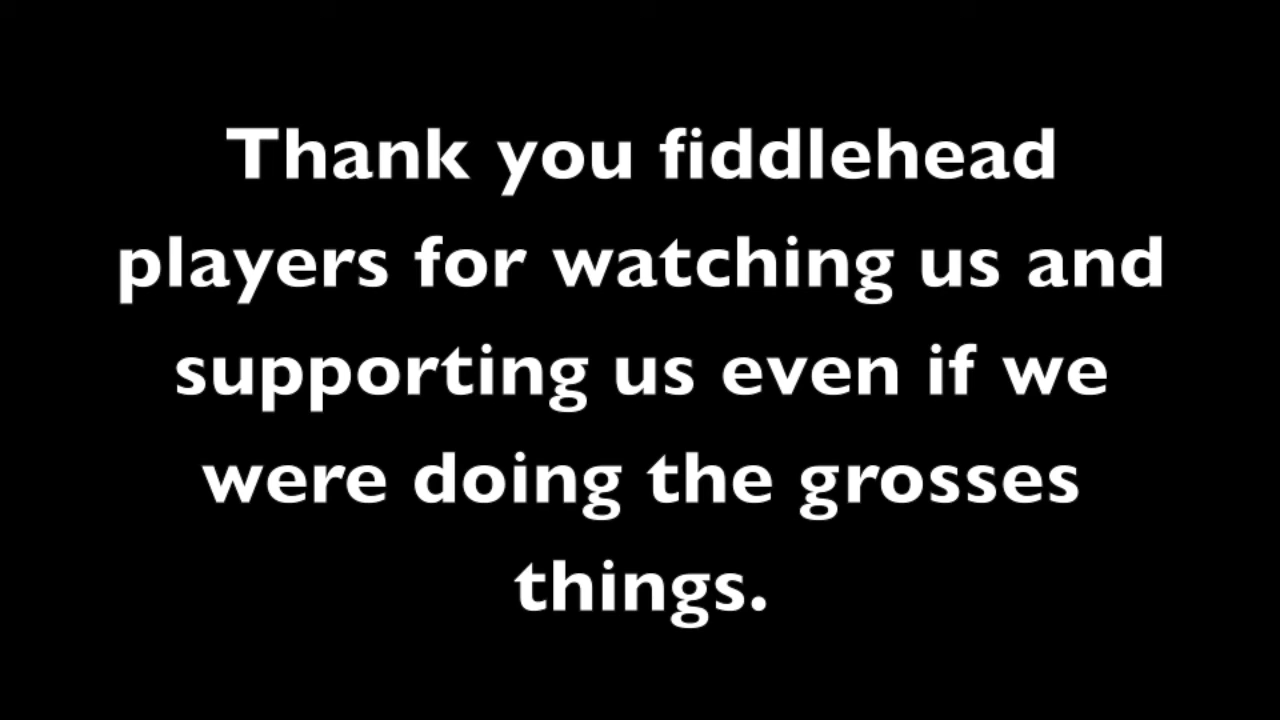 Thank you fiddlehead
players for watching us and
supporting us even if we
were doing the grosses
things.